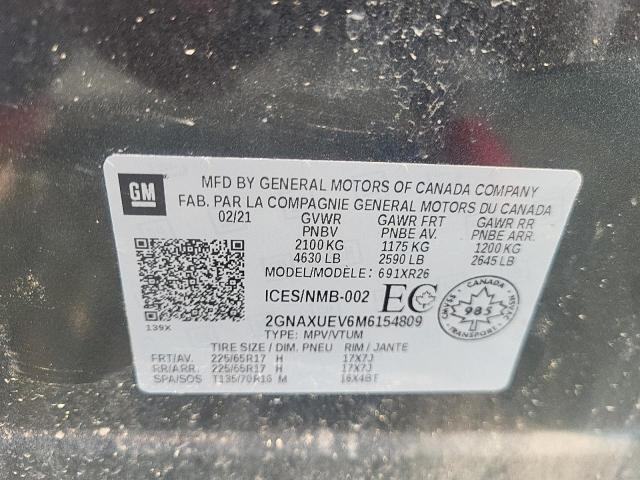 GM
MFD BY GENERAL MOTORS OF CANADA COMPANY
FAB. PAR LA COMPAGNIE GENERAL MOTORS DU CANADA
02/21 GVWR GAWR FRT GAWR RR
PNBV PNBE AV. PNBE ARR.
2100 KG 1175 KG 1200 KG
4630 LB 2590 LB 2645 LB
MODEL/MODÈLE: 691XR26
ICES/NMB-002 EC
139X
2GNAXUEV6M6154809
CANADA
985
TYPE: MPV/VTUM
TIRE SIZE / DIM. PNEU RIM / JANTE
FRT/AV. 225/65R17 H 17X7J
RR/ARR. 225/65R17 H 17X7J
SPA/SOS T135/70R16 M 16X4BT